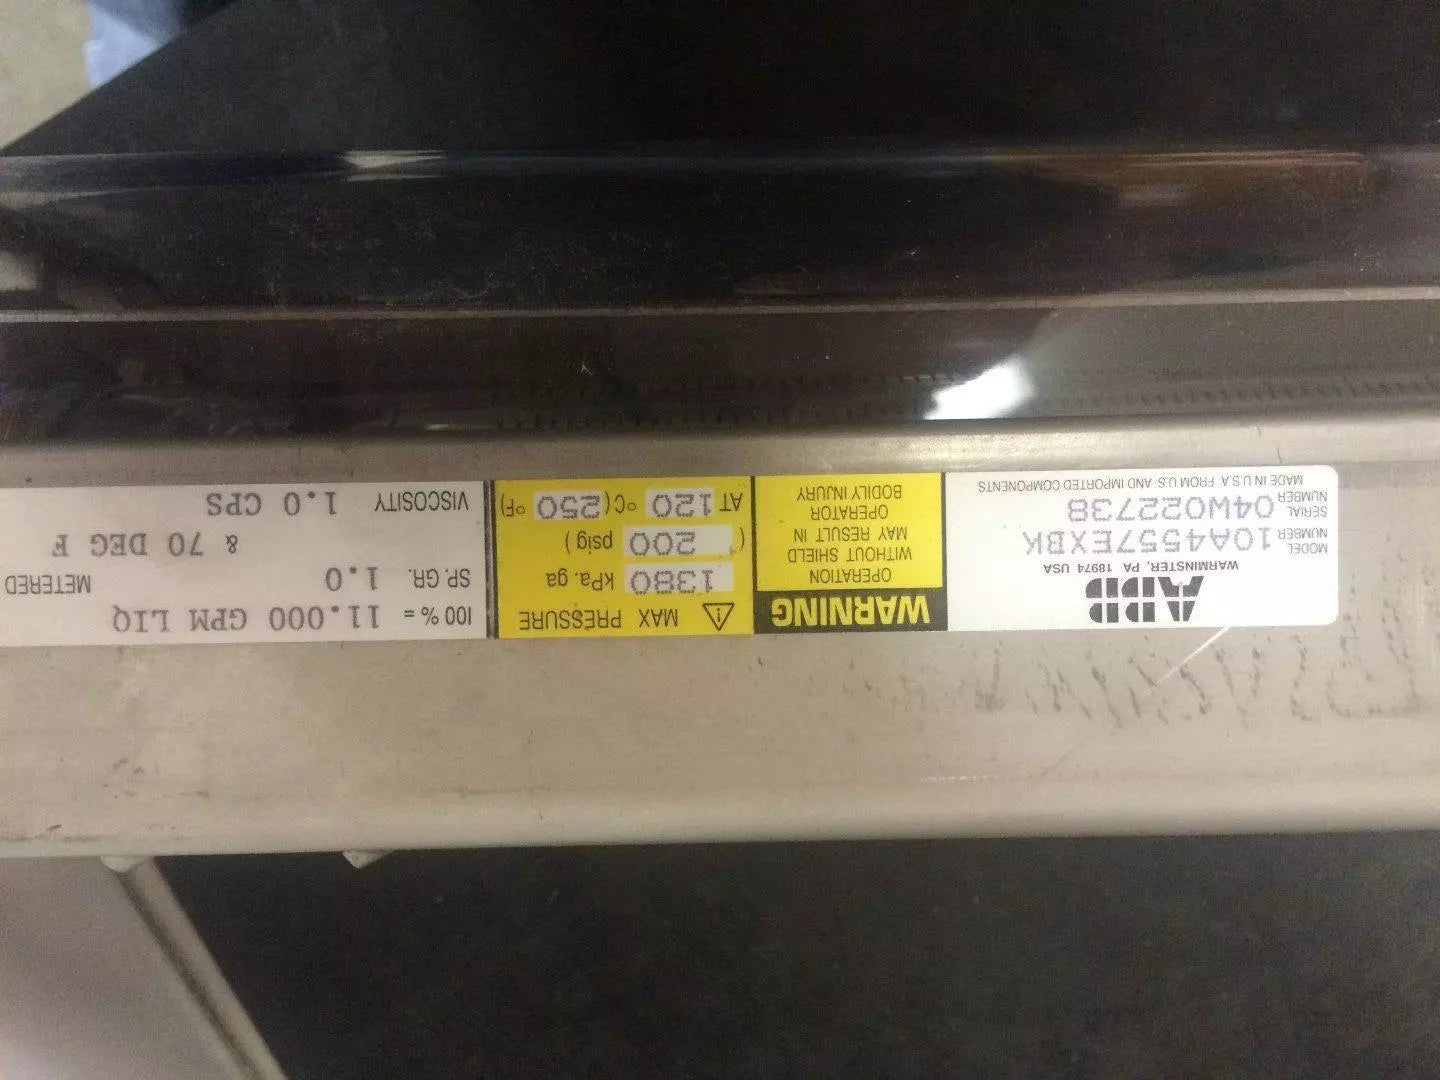 ABB
WARMINSTER, PA. 18974 USA
MODEL NUMBER 10A4557EXBK
SERIAL NUMBER 04W022738
MADE IN U.S.A. FROM U.S. AND IMPORTED COMPONENTS
WARNING
OPERATION
WITHOUT SHIELD
MAY RESULT IN
OPERATOR
BODILY INJURY
MAX PRESSURE
1380 kPa. ga
( 200 psig )
AT 120 °C ( 250 °F)
100 % = 11.000 GPM LIQ
SP. GR. 1.0 METERED
& 70 DEG F
VISCOSITY 1.0 CPS